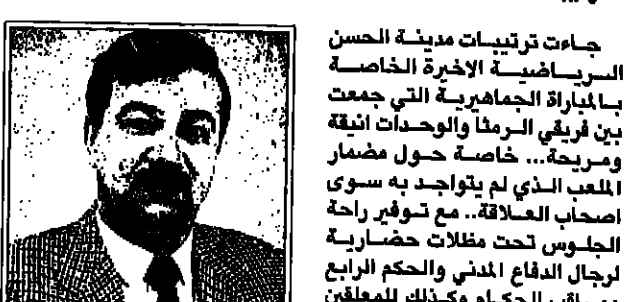 جاءت ترتيبات مدينة الحسن
الرياضية الاخيرة الخاصة
بالمباراة الجماهيرية التي جمعت
بين فريقي الرمثا والوحدات انيقة
ومريحة... خاصة حول مضمار
الملعب الذي لم يتواجد به سوى
اصحاب العلاقة.. مع توفير راحة
الجلوس تحت مظلات حضارية
لرجال الدفاع المدني والحكم الرابع